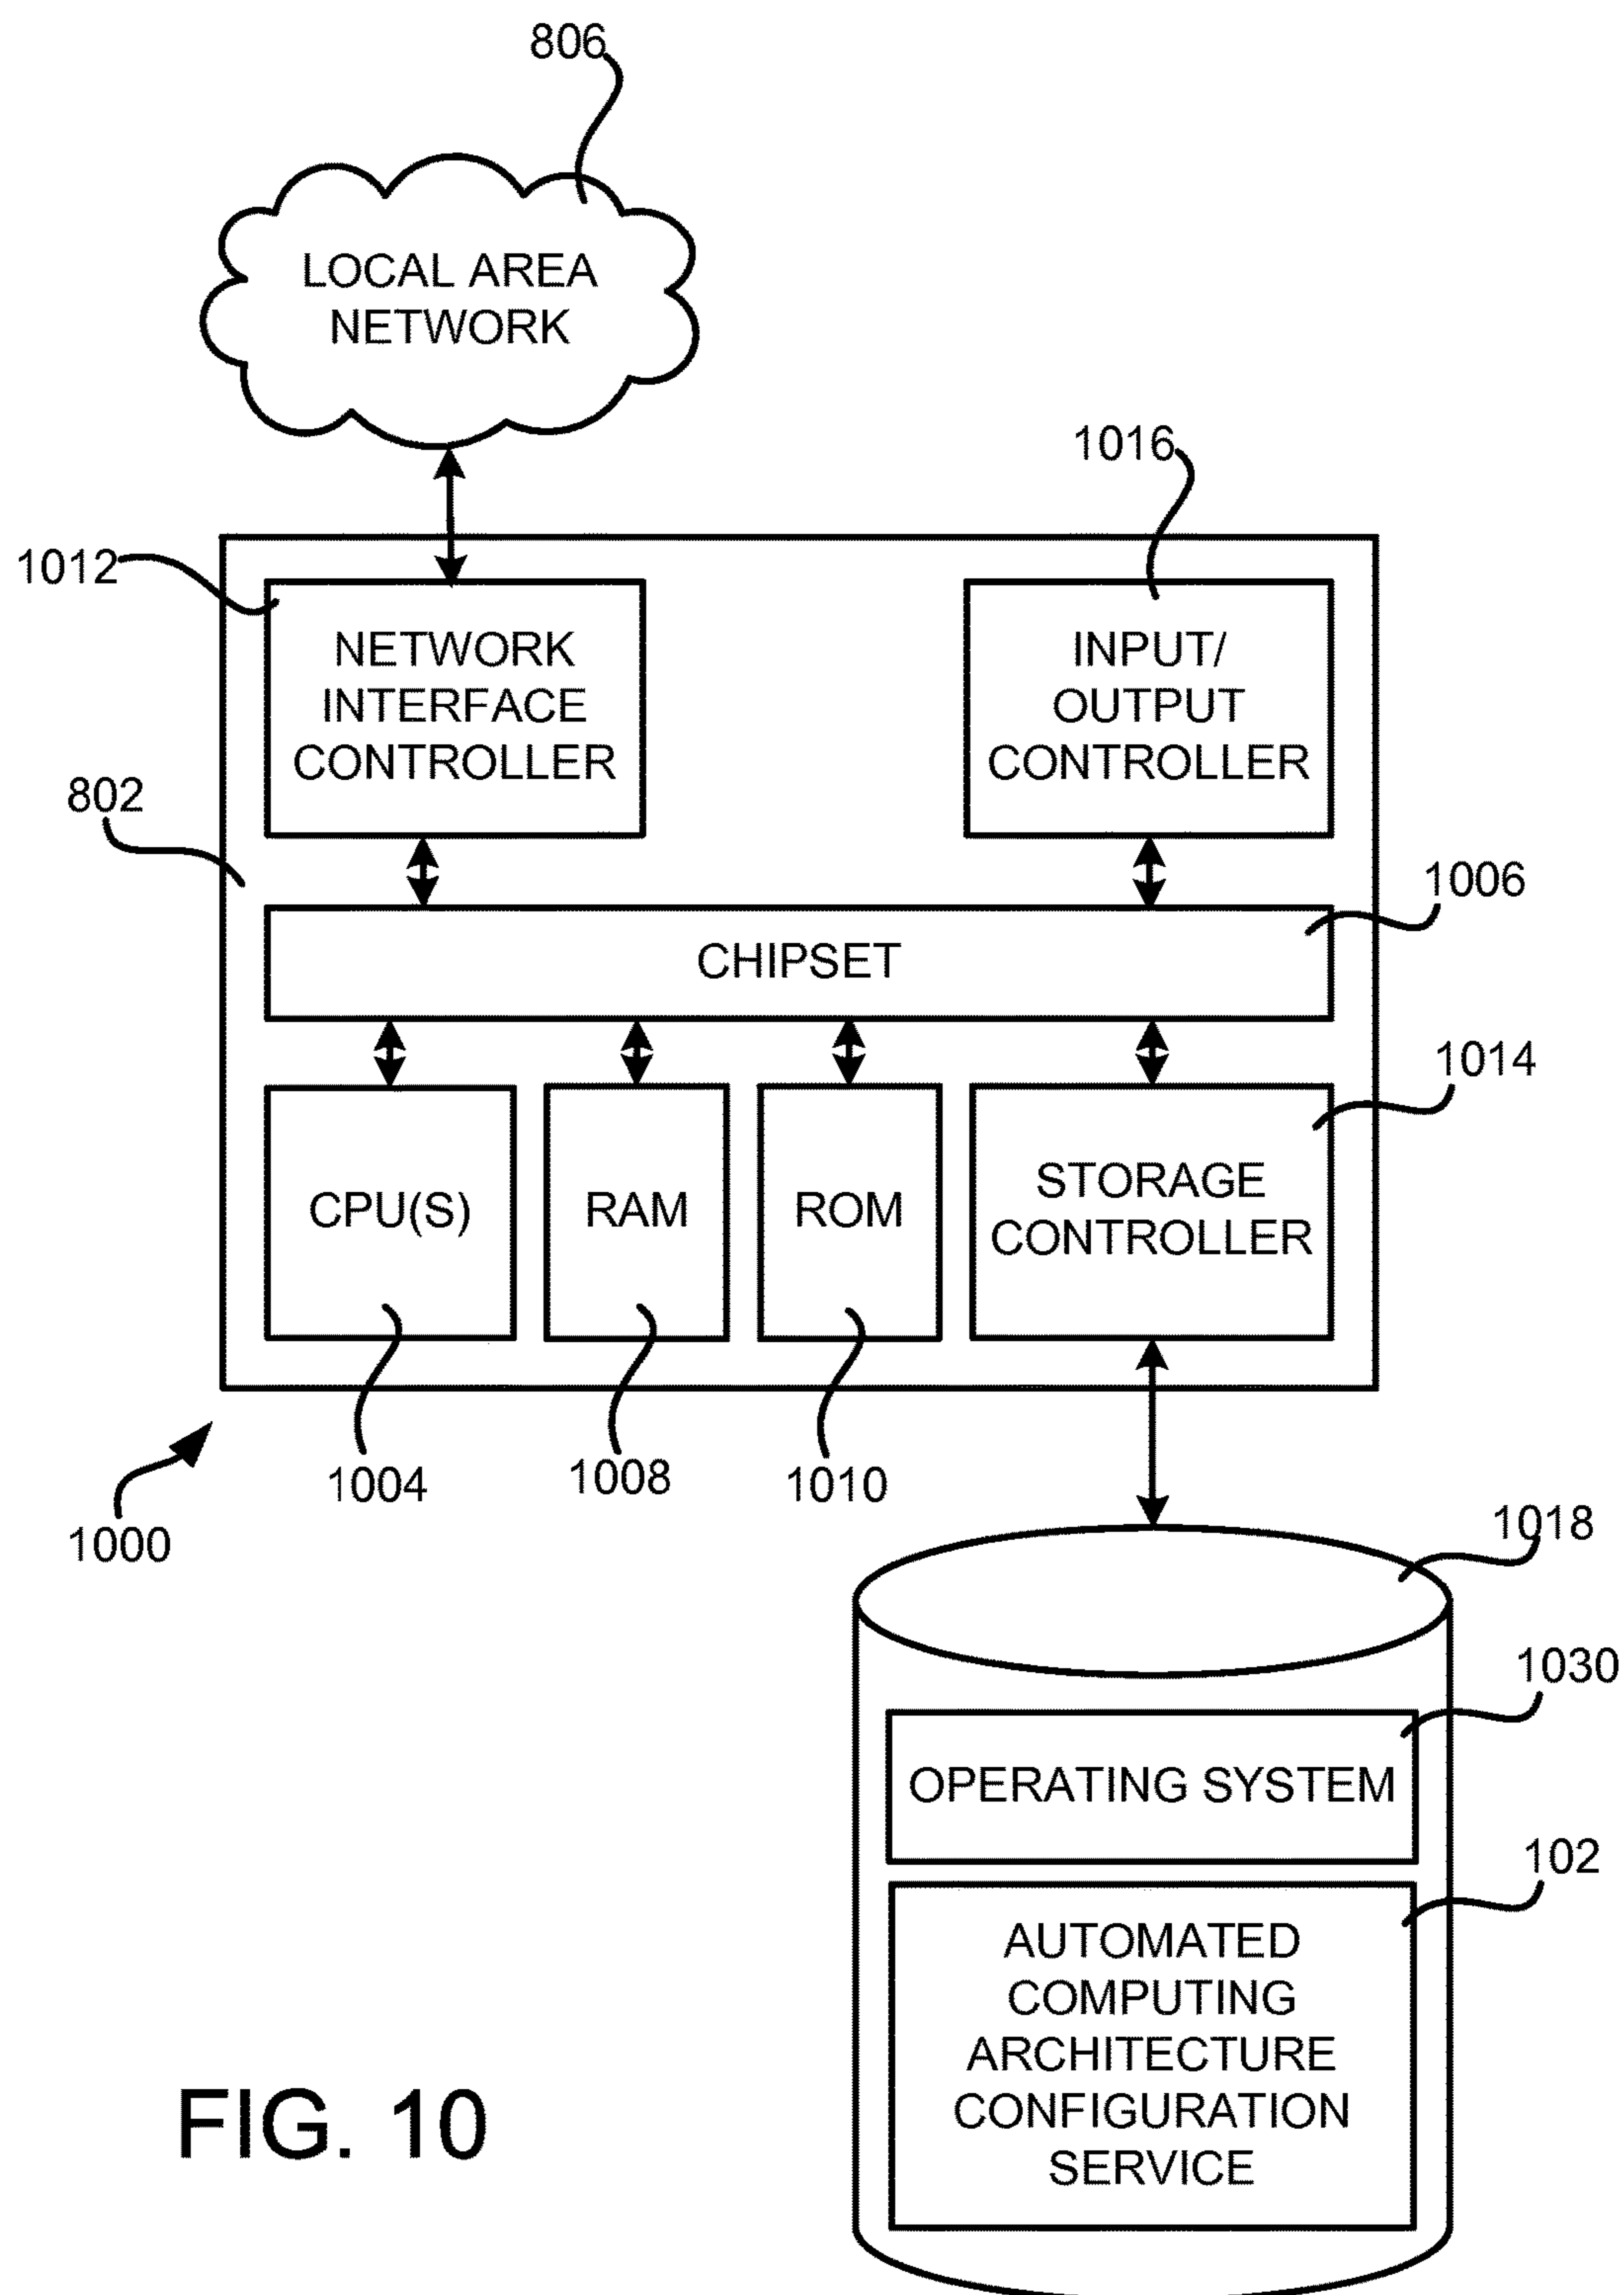 806
LOCAL AREA
NETWORK
1016
1012
NETWORK
INTERFACE
CONTROLLER
INPUT/
OUTPUT
CONTROLLER
802
1006
CHIPSET
1014
CPU(S)
RAM
ROM
STORAGE
CONTROLLER
1004
1008
1010
1000
1018
1030
OPERATING SYSTEM
102
AUTOMATED
COMPUTING
ARCHITECTURE
CONFIGURATION
SERVICE
FIG. 10